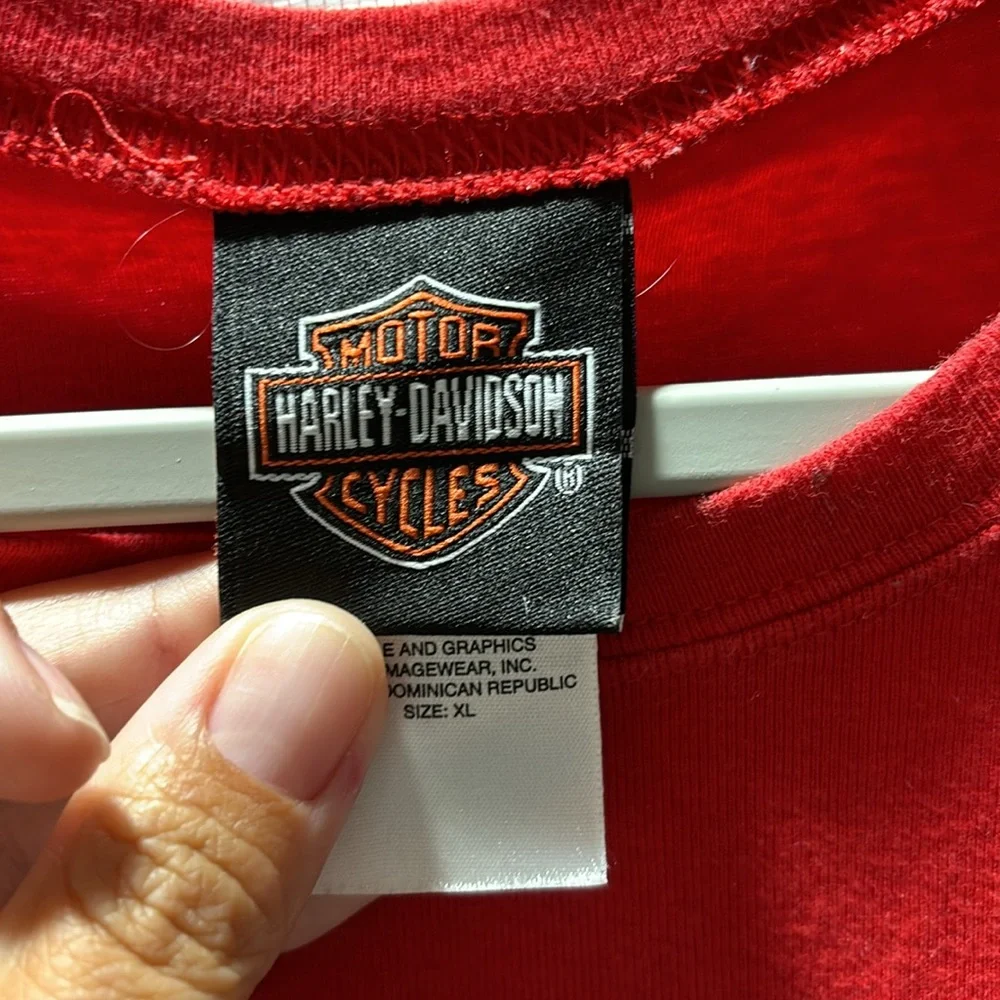 MOTOR
HARLEY-DAVIDSON
CYCLES
®
E AND GRAPHICS
MAGEWEAR, INC.
DOMINICAN REPUBLIC
SIZE: XL